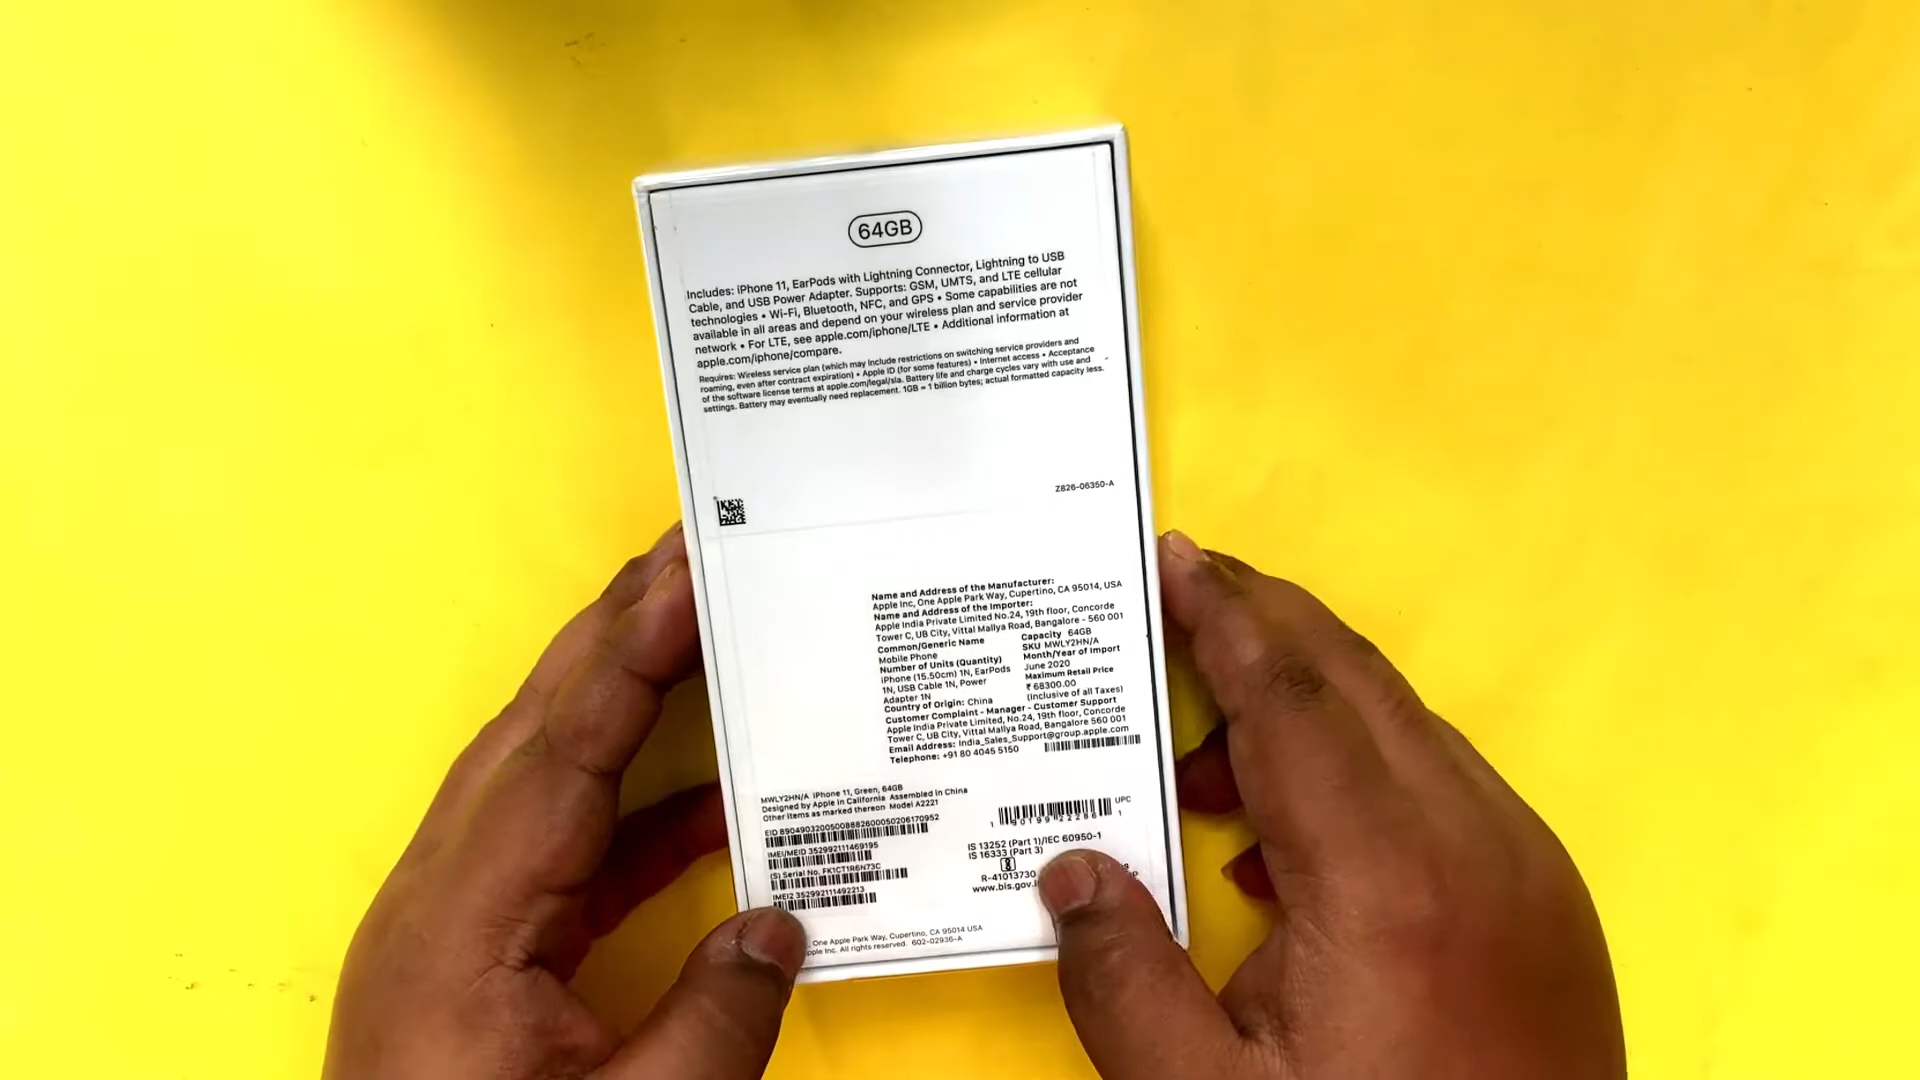 64GB
Includes: iPhone 11, EarPods with Lightning Connector, Lightning to USB
Cable, and USB Power Adapter. Supports: GSM, UMTS, and LTE cellular
technologies • Wi-Fi, Bluetooth, NFC, and GPS • Some capabilities are not
available in all areas and depend on your wireless plan and service provider
network • For LTE, see apple.com/iphone/LTE • Additional information at
apple.com/iphone/compare.
Requires: Wireless service plan (which may include restrictions on switching service providers and
roaming, even after contract expiration) • Apple ID (for some features) • Internet access • Acceptance
of the software license terms at apple.com/legal/sla. Battery life and charge cycles vary with use and
settings. Battery may eventually need replacement. 1GB = 1 billion bytes; actual formatted capacity less.
Z826-06350-A
Name and Address of the Manufacturer:
Apple Inc, One Apple Park Way, Cupertino, CA 95014, USA
Name and Address of the Importer:
Apple India Private Limited No.24, 19th floor, Concorde
Tower C, UB City, Vittal Mallya Road, Bangalore - 560 001
Common/Generic Name
Mobile Phone
Number of Units (Quantity)
iPhone (15.50cm) 1N, EarPods
1N, USB Cable 1N, Power
Adapter 1N
Country of Origin: China
Capacity 64GB
SKU MWLY2HN/A
Month/Year of Import
June 2020
Maximum Retail Price
₹ 68300.00
(Inclusive of all Taxes)
Customer Complaint - Manager - Customer Support
Apple India Private Limited, No.24, 19th floor, Concorde
Tower C, UB City, Vittal Mallya Road, Bangalore 560 001
Email Address: India_Sales_Support@group.apple.com
Telephone: +91 80 4045 5150
MWLY2HN/A iPhone 11, Green, 64GB
Designed by Apple in California Assembled in China
Other items as marked thereon Model A2221
EID 89049032005008882600050206170952
IMEI/MEID 352992111469195
(S) Serial No. FK1CT1R6N73C
IMEI2 352992111492213
UPC
1 90199 22286 1
IS 13252 (Part 1)/IEC 60950-1
IS 16333 (Part 3)
R-41013730
www.bis.gov.i
One Apple Park Way, Cupertino, CA 95014 USA
Inc. All rights reserved. 602-02936-A